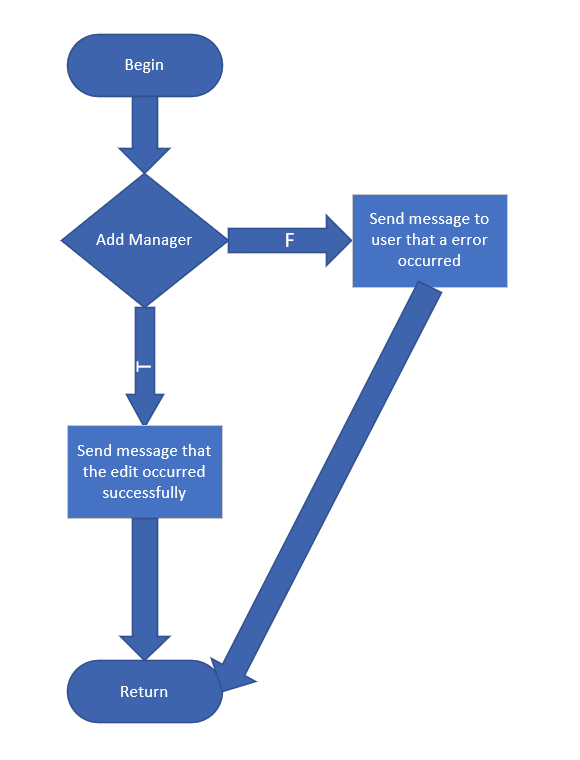 Begin
Add Manager
F
Send message to
user that a error
occurred
T
Send message that
the edit occurred
successfully
Return